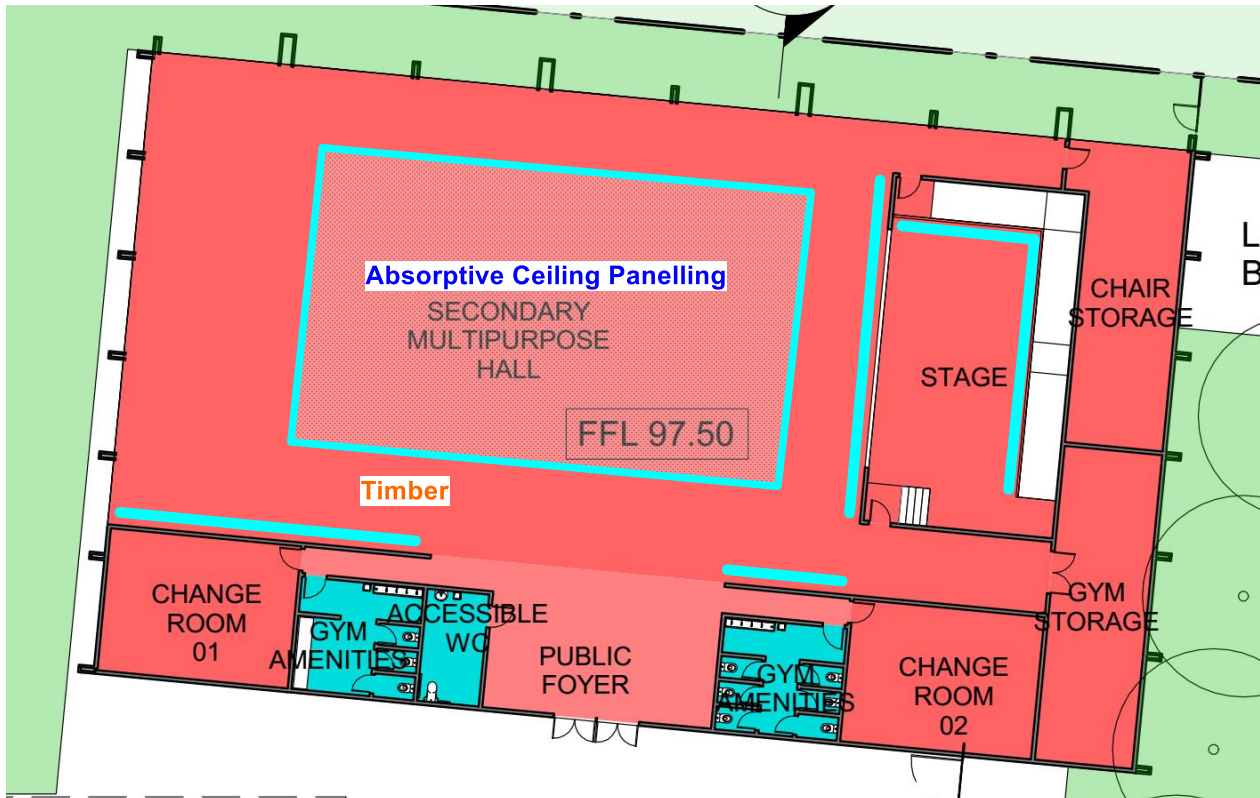 Absorptive Ceiling Panelling
SECONDARY
MULTIPURPOSE
HALL
FFL 97.50
Timber
STAGE
CHAIR
STORAGE
L
B
CHANGE
ROOM
01
GYM
AMENITIES
ACCESSIBLE
WC
PUBLIC
FOYER
GYM
AMENITIES
CHANGE
ROOM
02
GYM
STORAGE